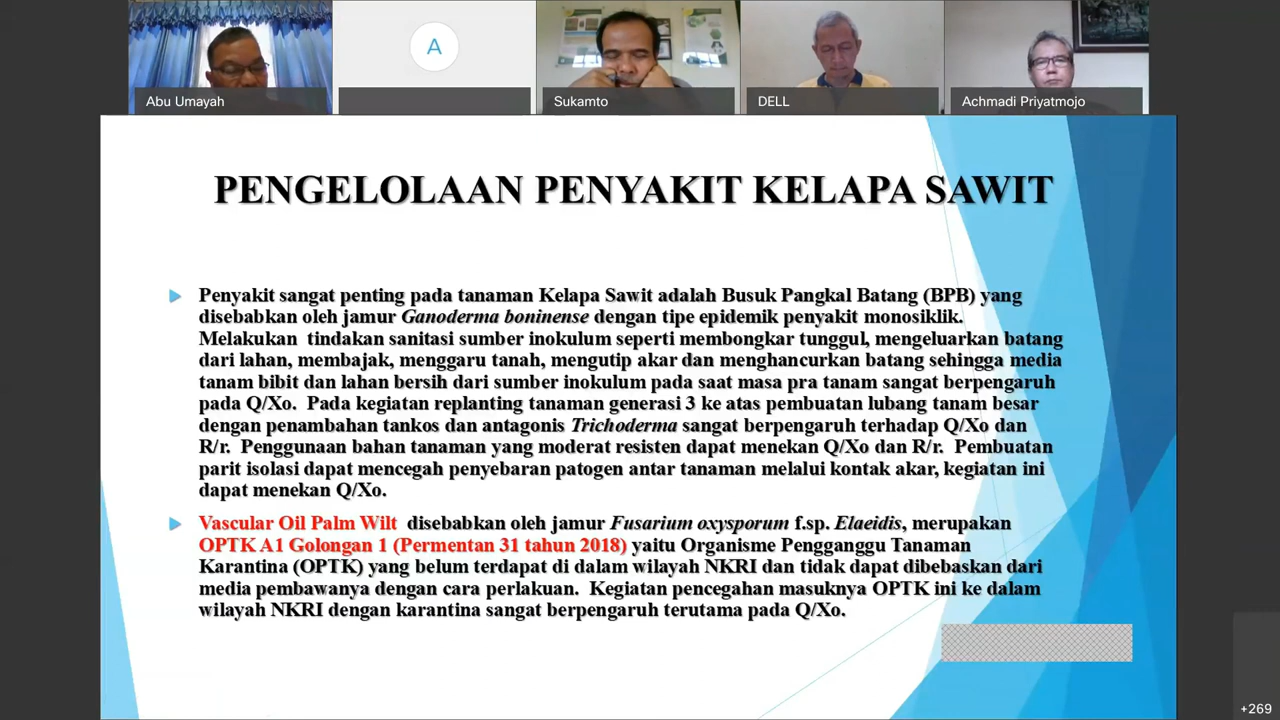 A
Abu Umayah
Sukamto
DELL
Achmadi Priyatmojo
PENGELOLAAN PENYAKIT KELAPA SAWIT
Penyakit sangat penting pada tanaman Kelapa Sawit adalah Busuk Pangkal Batang (BPB) yang
disebabkan oleh jamur Ganoderma boninense dengan tipe epidemik penyakit monosiklik.
Melakukan tindakan sanitasi sumber inokulum seperti membongkar tunggul, mengeluarkan batang
dari lahan, membajak, menggaru tanah, mengutip akar dan menghancurkan batang sehingga media
tanam bibit dan lahan bersih dari sumber inokulum pada saat masa pra tanam sangat berpengaruh
pada Q/Xo. Pada kegiatan replanting tanaman generasi 3 ke atas pembuatan lubang tanam besar
dengan penambahan tankos dan antagonis Trichoderma sangat berpengaruh terhadap Q/Xo dan
R/r. Penggunaan bahan tanaman yang moderat resisten dapat menekan Q/Xo dan R/r. Pembuatan
parit isolasi dapat mencegah penyebaran patogen antar tanaman melalui kontak akar, kegiatan ini
dapat menekan Q/Xo.
Vascular Oil Palm Wilt disebabkan oleh jamur Fusarium oxysporum f.sp. Elaeidis, merupakan
OPTK A1 Golongan 1 (Permentan 31 tahun 2018) yaitu Organisme Pengganggu Tanaman
Karantina (OPTK) yang belum terdapat di dalam wilayah NKRI dan tidak dapat dibebaskan dari
media pembawanya dengan cara perlakuan. Kegiatan pencegahan masuknya OPTK ini ke dalam
wilayah NKRI dengan karantina sangat berpengaruh terutama pada Q/Xo.
+269